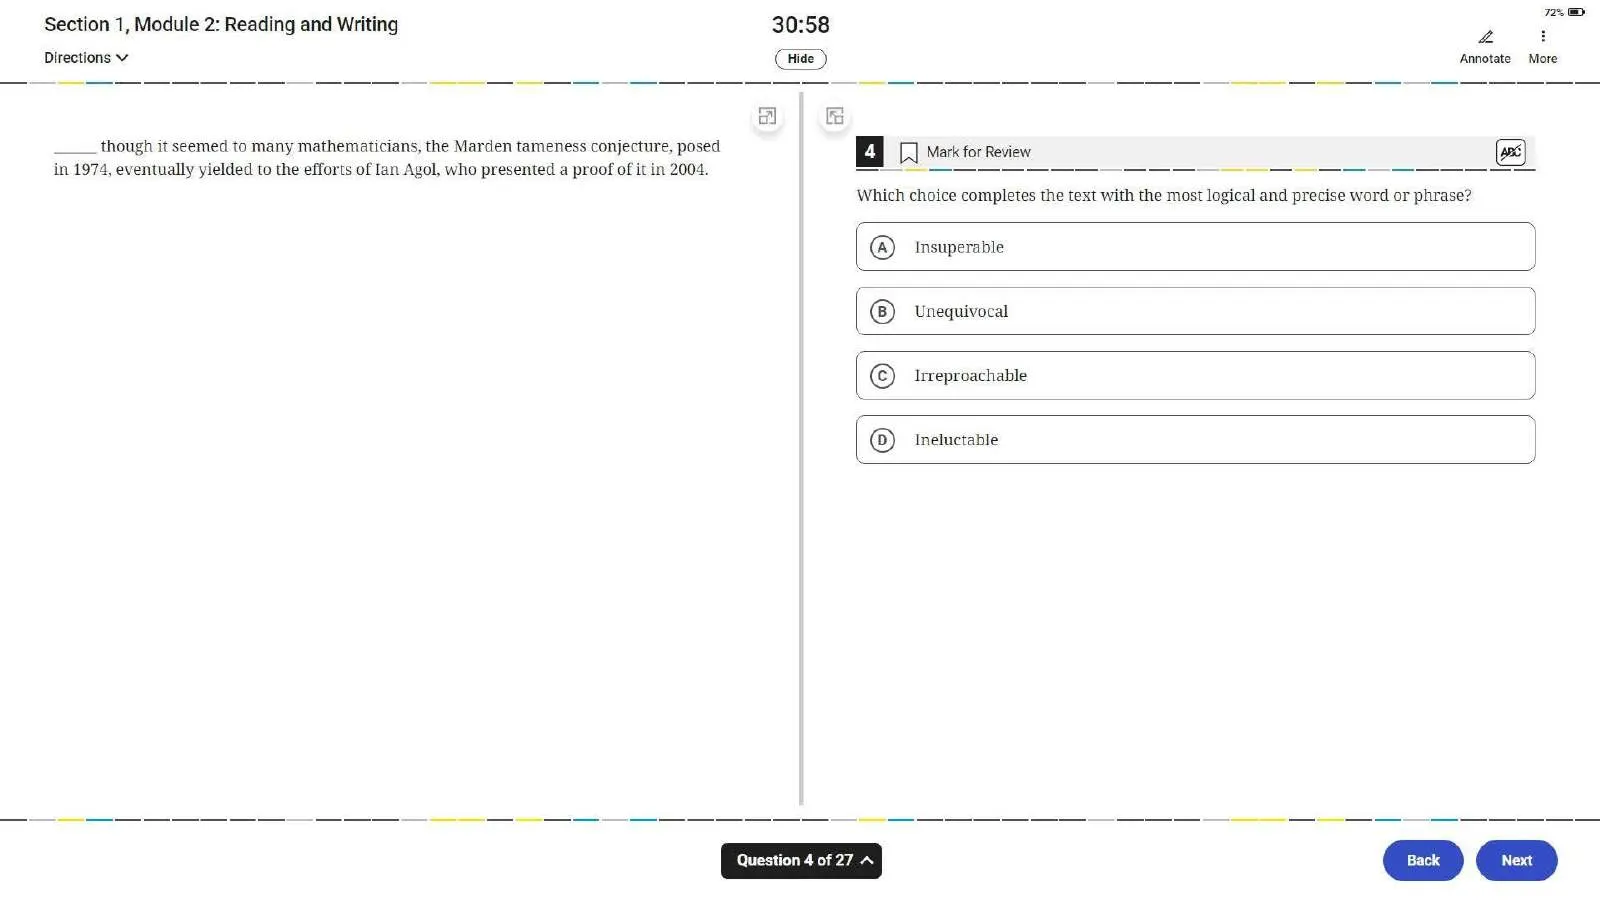 Section 1, Module 2: Reading and Writing
30:58
72%
Directions
Hide
Annotate
More
______ though it seemed to many mathematicians, the Marden tameness conjecture, posed
in 1974, eventually yielded to the efforts of Ian Agol, who presented a proof of it in 2004.
4
Mark for Review
ABC
Which choice completes the text with the most logical and precise word or phrase?
A Insuperable
B Unequivocal
C Irreproachable
D Ineluctable
Question 4 of 27
Back
Next